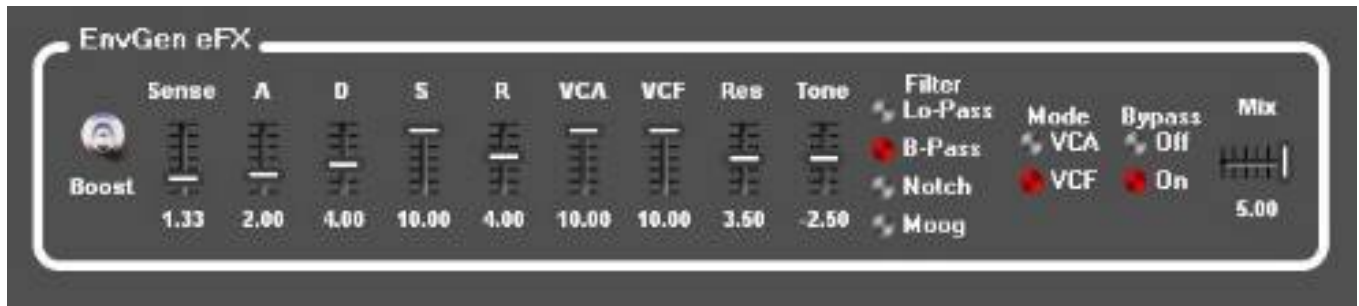 EnvGen eFX
Sense A D S R VCA VCF Res Tone Filter Mix
Lo-Pass Mode Bypass
VCA Off
B-Pass
VCF On
Boost Notch
1.33 2.00 4.00 10.00 4.00 10.00 10.00 3.50 -2.50 5.00
Moog